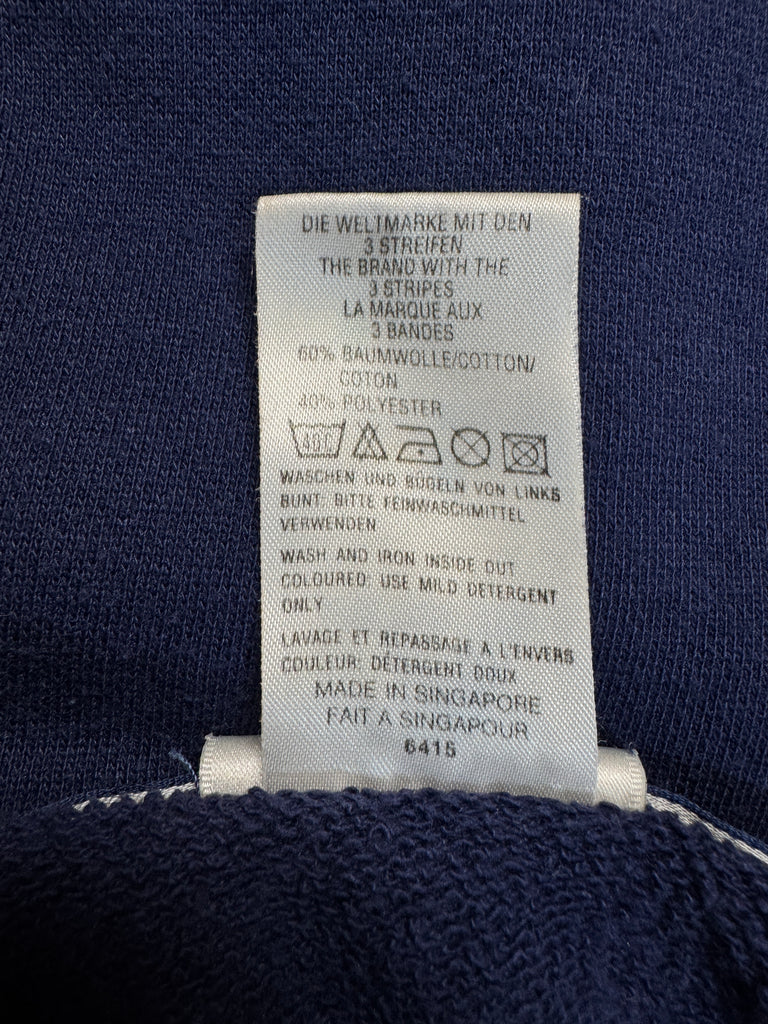 DIE WELTMARKE MIT DEN
3 STREIFEN
THE BRAND WITH THE
3 STRIPES
LA MARQUE AUX
3 BANDES
60% BAUMWOLLE/COTTON/
COTON
40% POLYESTER
40°
WASCHEN UND BÜGELN VON LINKS
BUNT: BITTE FEINWASCHMITTEL
VERWENDEN
WASH AND IRON INSIDE OUT
COLOURED: USE MILD DETERGENT
ONLY
LAVAGE ET REPASSAGE A L'ENVERS
COULEUR: DÉTERGENT DOUX
MADE IN SINGAPORE
FAIT A SINGAPOUR
6415